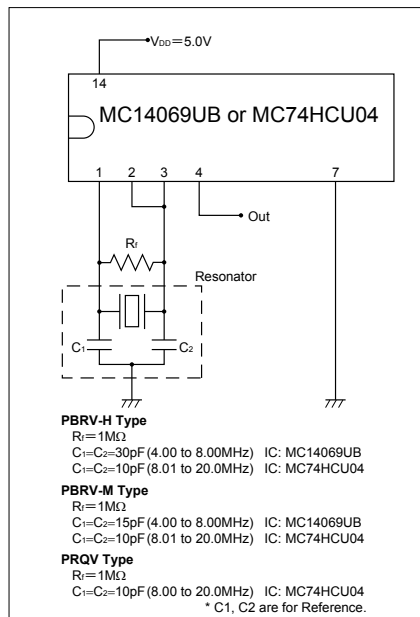 VDD=5.0V
14
MC14069UB or MC74HCU04
1 2 3 4 7
Out
Rf
Resonator
C1 C2
PBRV-H Type
Rf=1MΩ
C1=C2=30pF(4.00 to 8.00MHz) IC: MC14069UB
C1=C2=10pF(8.01 to 20.0MHz) IC: MC74HCU04
PBRV-M Type
Rf=1MΩ
C1=C2=15pF(4.00 to 8.00MHz) IC: MC14069UB
C1=C2=10pF(8.01 to 20.0MHz) IC: MC74HCU04
PRQV Type
Rf=1MΩ
C1=C2=10pF(8.00 to 20.0MHz) IC: MC74HCU04
* C1, C2 are for Reference.